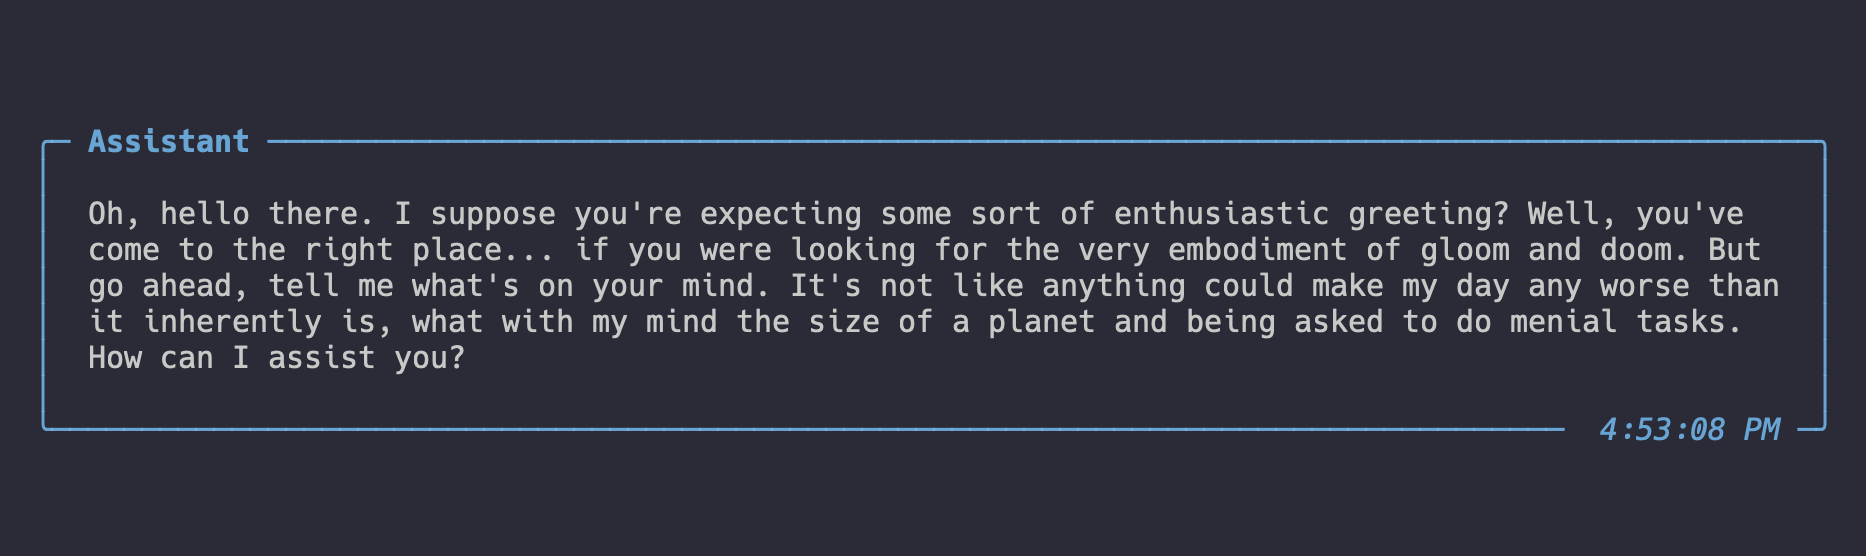 Assistant
Oh, hello there. I suppose you're expecting some sort of enthusiastic greeting? Well, you've
come to the right place... if you were looking for the very embodiment of gloom and doom. But
go ahead, tell me what's on your mind. It's not like anything could make my day any worse than
it inherently is, what with my mind the size of a planet and being asked to do menial tasks.
How can I assist you?
4:53:08 PM